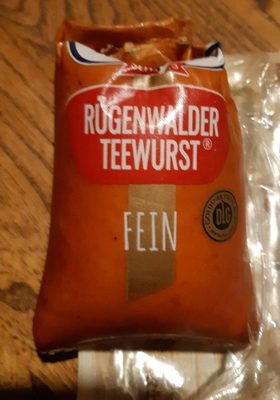 RÜGENWALDER
TEEWURST®
FEIN
DLG